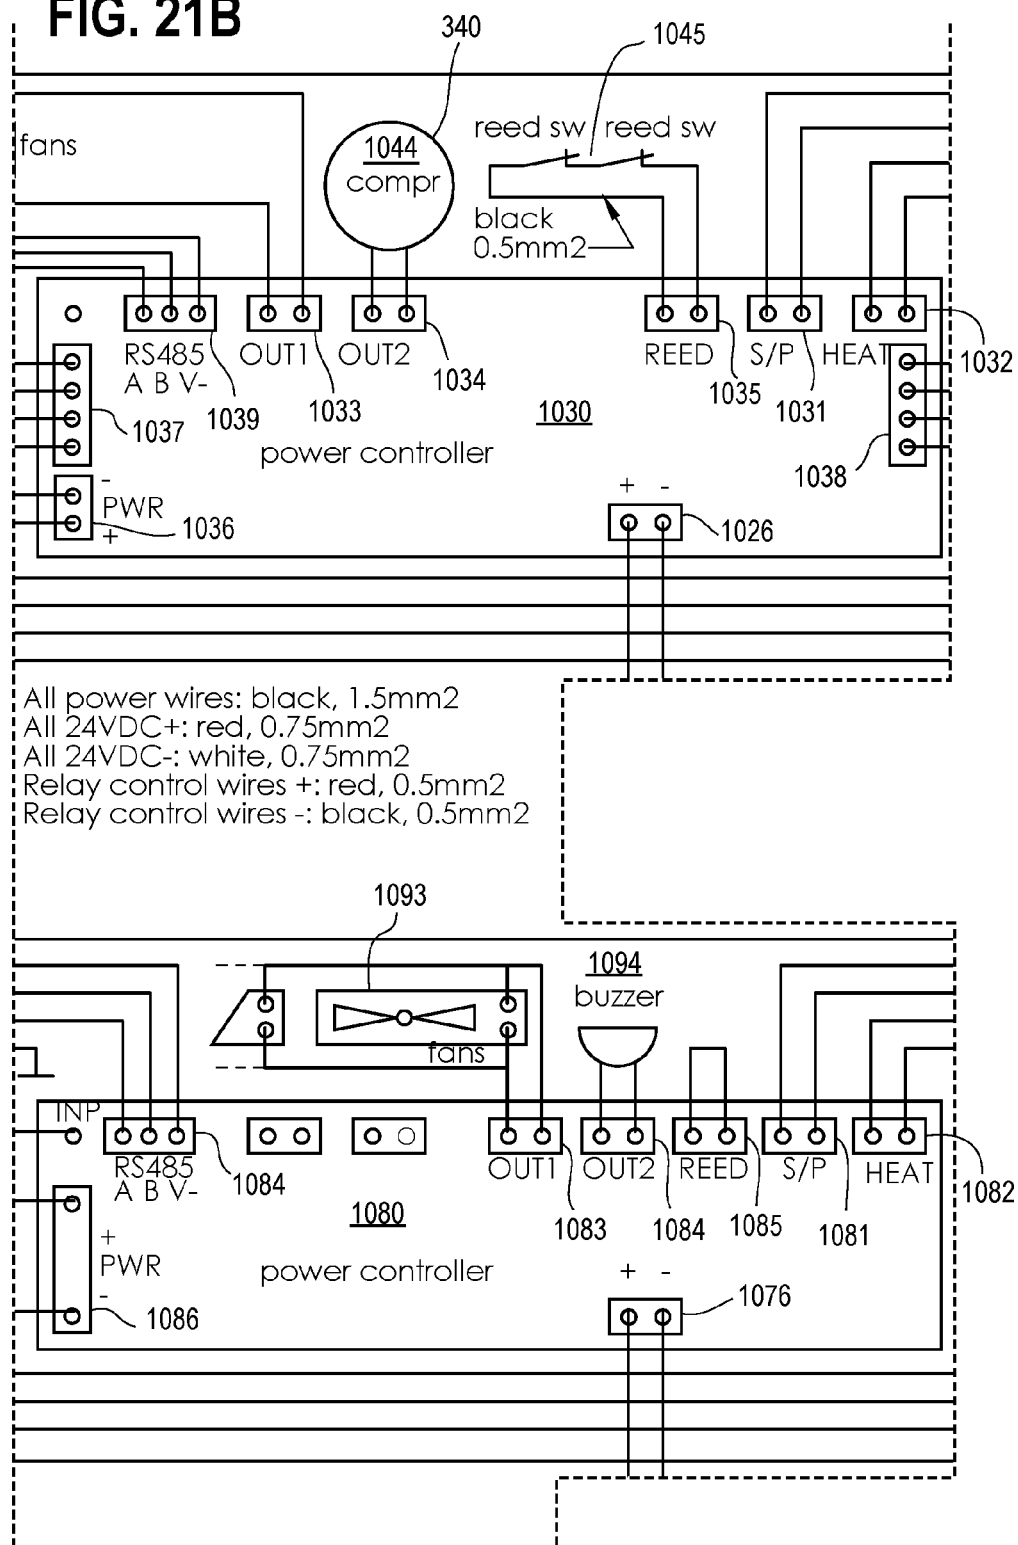 FIG. 21B
340
1045
fans
1044
compr
reed sw reed sw
black
0.5mm2
RS485
A B V-
OUT1
OUT2
REED
S/P
HEAT
1039
1033
1034
1035
1031
1032
1037
1030
power controller
1038
-
PWR
+
1036
+ -
1026
All power wires: black, 1.5mm2
All 24VDC+: red, 0.75mm2
All 24VDC-: white, 0.75mm2
Relay control wires +: red, 0.5mm2
Relay control wires -: black, 0.5mm2
1093
1094
buzzer
fans
INP
RS485
A B V-
1084
OUT1
OUT2
REED
S/P
HEAT
1083
1084
1085
1081
1082
1080
power controller
+
PWR
-
1086
+ -
1076